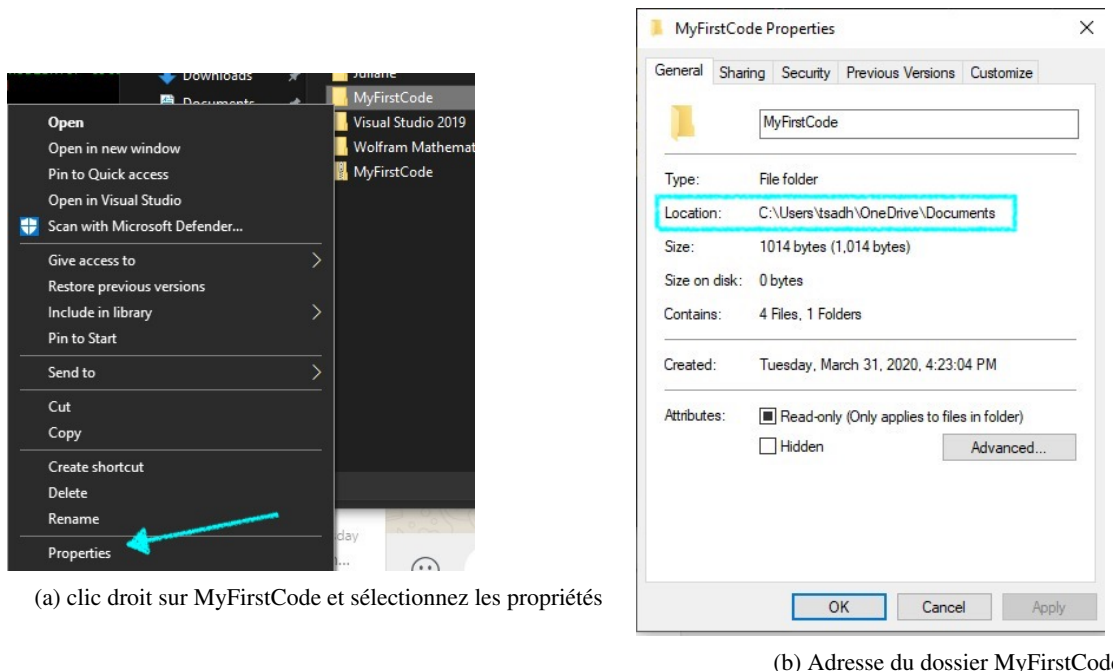 Downloads
Documents
Juliane
MyFirstCode
Visual Studio 2019
Wolfram Mathemat
MyFirstCode
Open
Open in new window
Pin to Quick access
Open in Visual Studio
Scan with Microsoft Defender...
Give access to
Restore previous versions
Include in library
Pin to Start
Send to
Cut
Copy
Create shortcut
Delete
Rename
Properties
day
(a) clic droit sur MyFirstCode et sélectionnez les propriétés
MyFirstCode Properties
General Sharing Security Previous Versions Customize
MyFirstCode
Type: File folder
Location: C:\Users\tsadh\OneDrive\Documents
Size: 1014 bytes (1,014 bytes)
Size on disk: 0 bytes
Contains: 4 Files, 1 Folders
Created: Tuesday, March 31, 2020, 4:23:04 PM
Attributes: Read-only (Only applies to files in folder)
Hidden Advanced...
OK Cancel Apply
(b) Adresse du dossier MyFirstCode